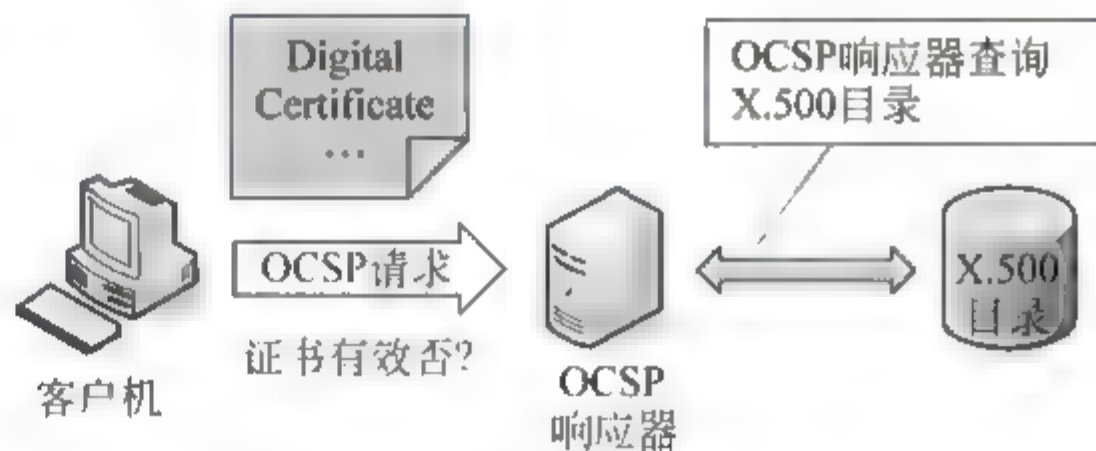 Digital
Certificate
…
OCSP响应器查询
X.500目录
OCSP请求
证书有效否?
客户机
OCSP
响应器
X.500
目录